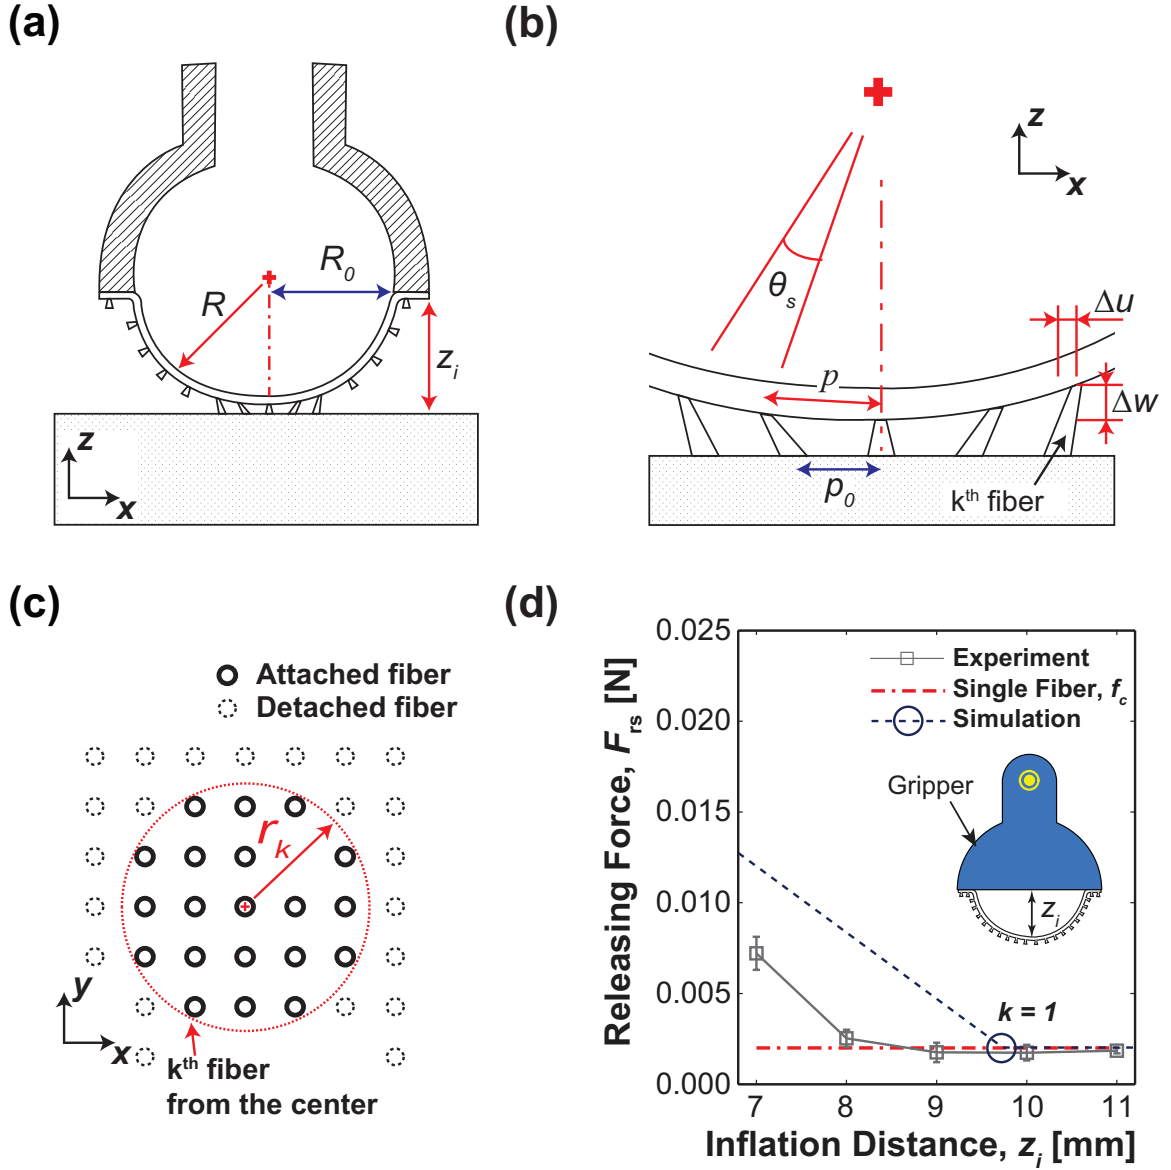 (a)
R₀
R
zᵢ
z
x
(b)
z
x
θₛ
Δu
p
Δw
p₀
kᵗʰ fiber
(c)
Attached fiber
Detached fiber
rₖ
y
x
kᵗʰ fiber
from the center
(d)
Releasing Force, Fᵣₛ [N]
0.025
0.020
0.015
0.010
0.005
0.000
Experiment
Single Fiber, f_c
Simulation
Gripper
zᵢ
k = 1
7 8 9 10 11
Inflation Distance, zᵢ [mm]